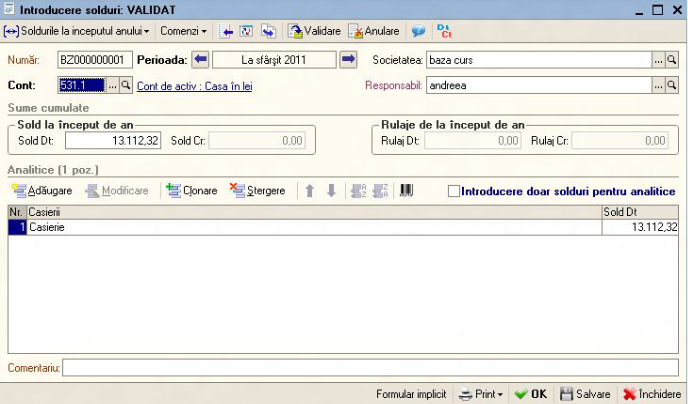 Introducere solduri: VALIDAT
Soldurile la inceputul anului Comenzi Validare Anulare Dt Ct
Număr: BZ000000001 Perioada: La sfârşit 2011 Societatea: baza curs ...
Cont: 531.1 ... Cont de activ : Casa în lei Responsabil: andreea ...
Sume cumulate
Sold la început de an Rulaje de la început de an
Sold Dt: 13.112,32 Sold Cr: 0,00 Rulaj Dt: 0,00 Rulaj Cr: 0,00
Analitice (1 poz.)
Adăugare Modificare Clonare Stergere Introducere doar solduri pentru analitice
Nr. Casierii Sold Dt
1 Casierie 13.112,32
Comentariu:
Formular implicit Print OK Salvare Închidere